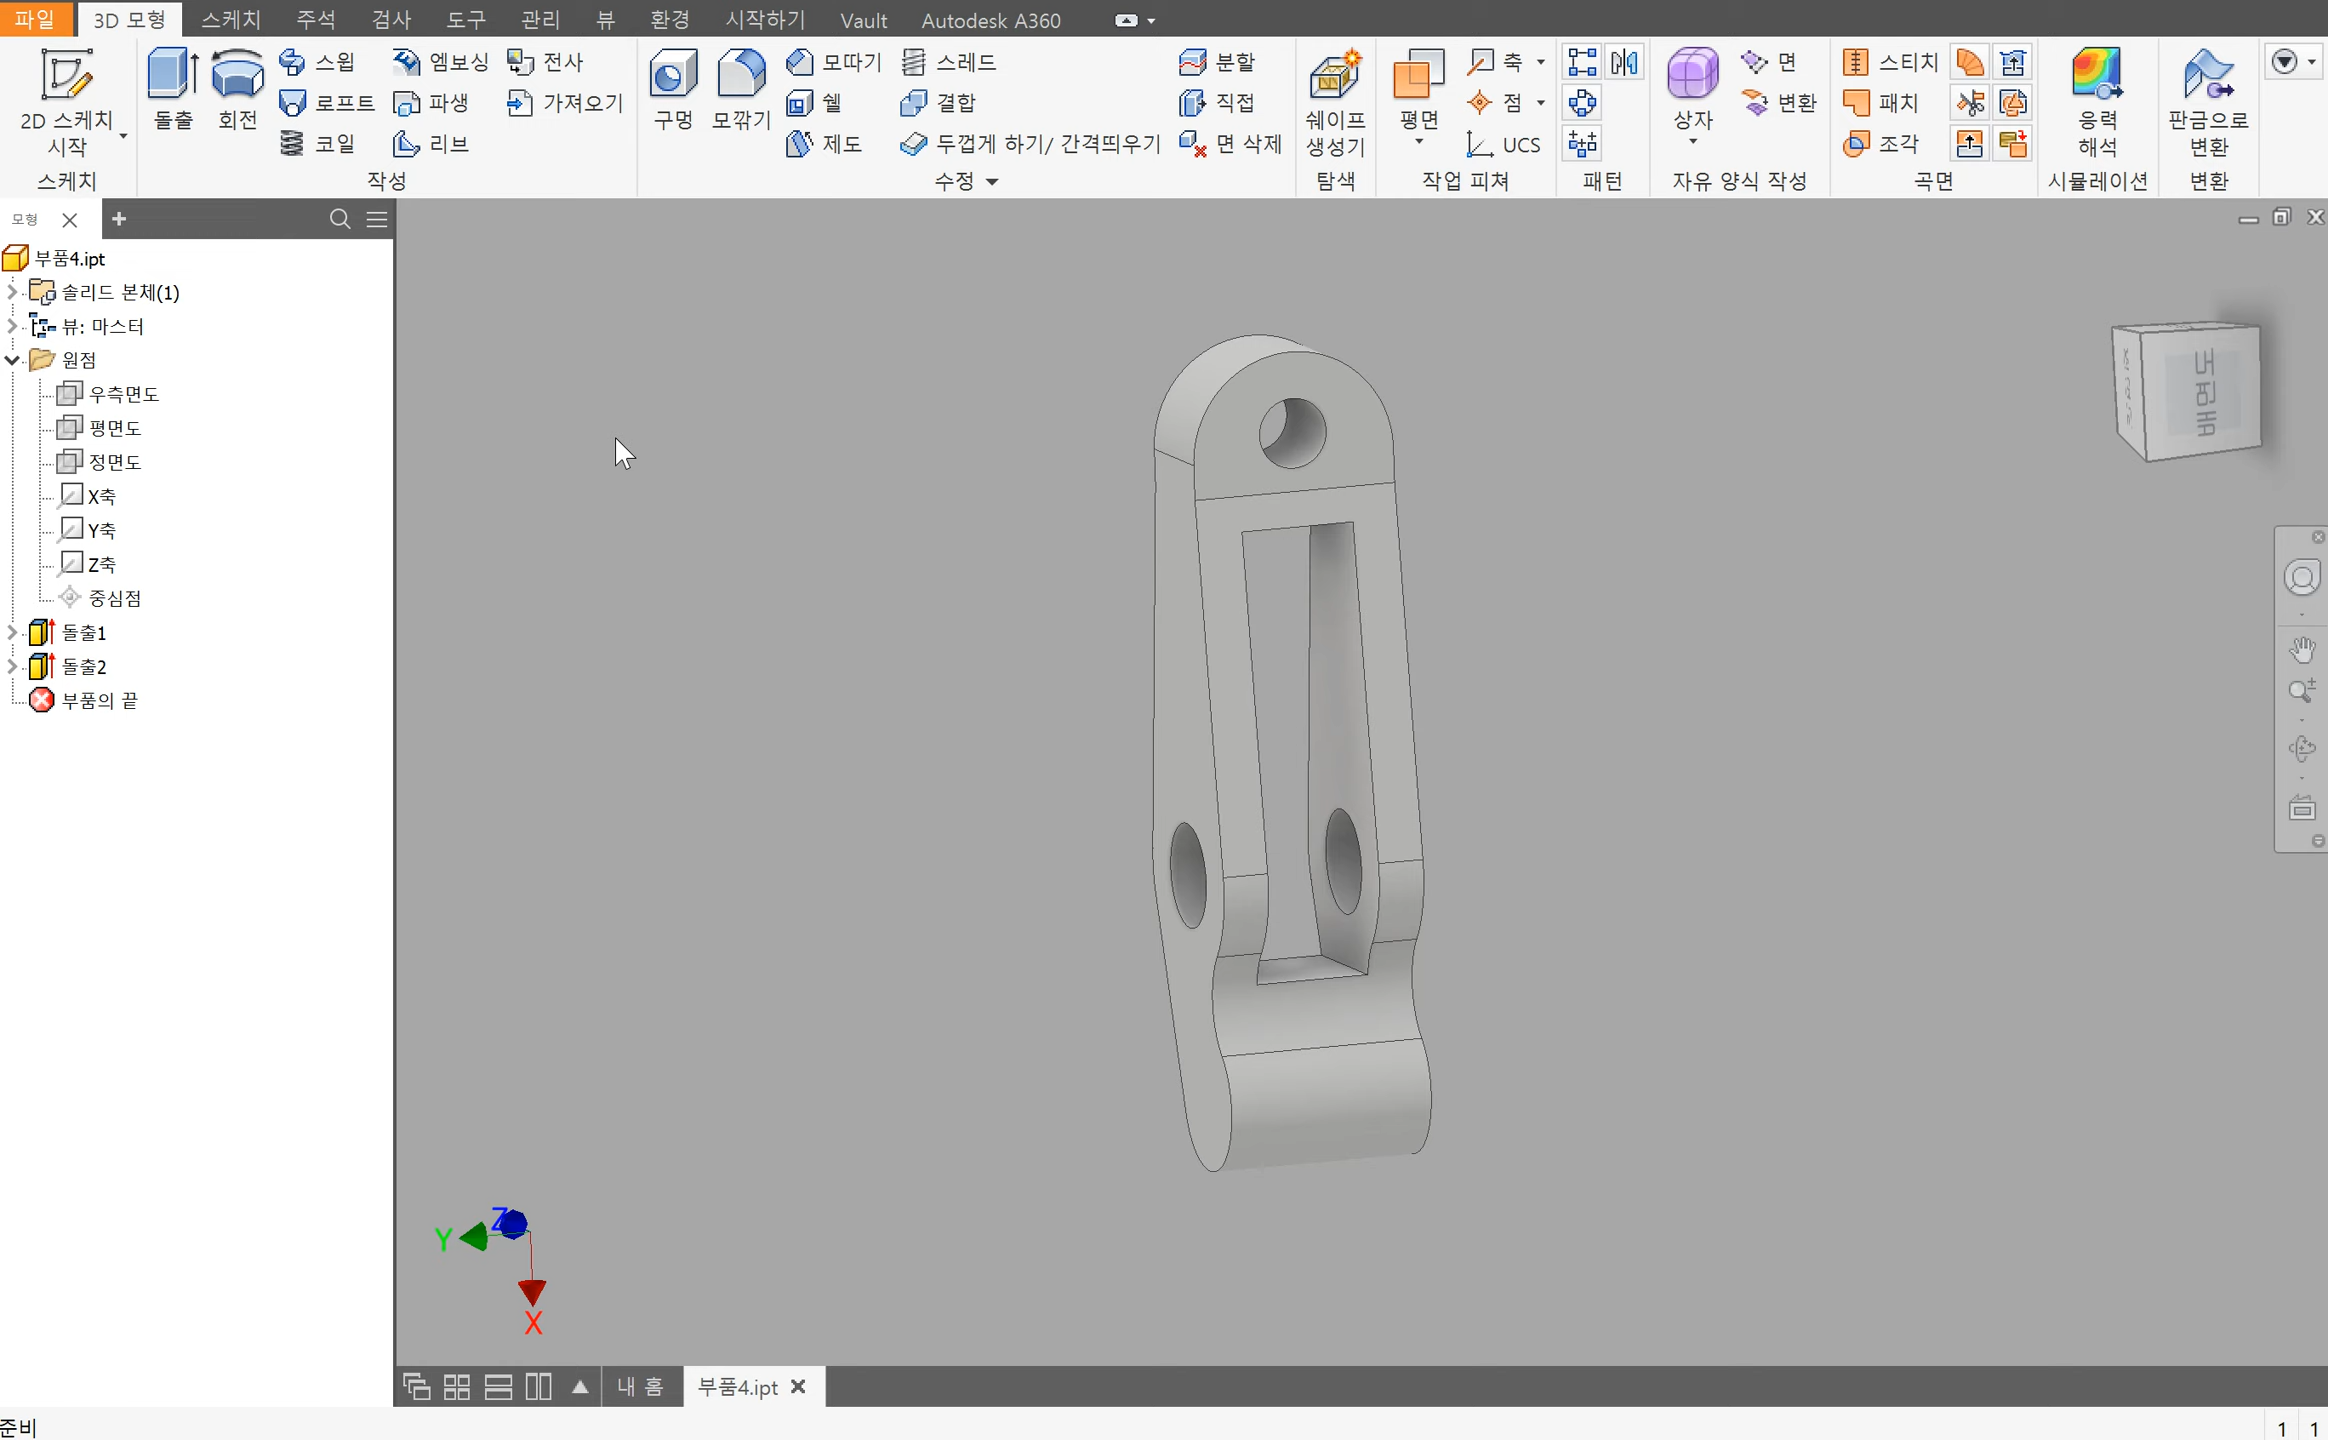 파일 3D 모형 스케치 주석 검사 도구 관리 뷰 환경 시작하기 Vault Autodesk A360
2D 스케치
시작
돌출
회전
스윕
로프트
코일
엠보싱
파생
리브
전사
가져오기
구멍
모깎기
모따기
쉘
제도
스레드
결합
두껍게 하기/ 간격띄우기
분할
직접
면 삭제
쉐이프
생성기
평면
축
점
UCS
상자
면
변환
스티치
패치
조각
응력
해석
판금으로
변환
스케치 작성 수정 탐색 작업 피쳐 패턴 자유 양식 작성 곡면 시뮬레이션 변환
모형
부품4.ipt
솔리드 본체(1)
뷰: 마스터
원점
우측면도
평면도
정면도
X축
Y축
Z축
중심점
돌출1
돌출2
부품의 끝
Z
Y
X
내 홈 부품4.ipt
준비 1 1